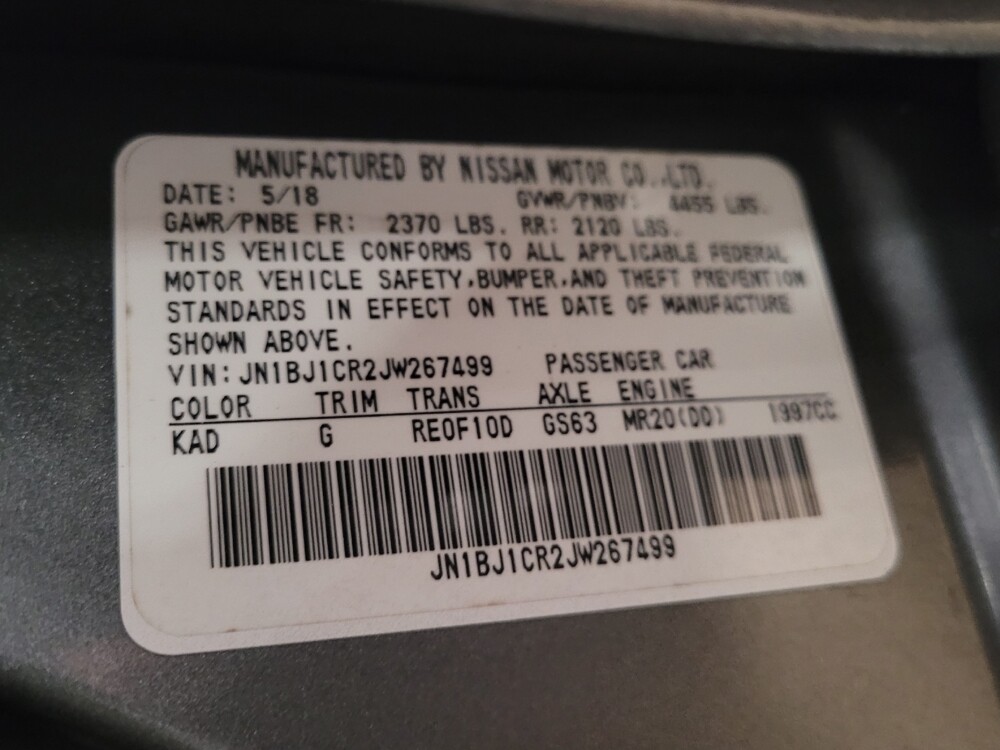 MANUFACTURED BY NISSAN MOTOR CO.,LTD.
DATE: 5/18 GVWR/PNBV: 4455 LBS.
GAWR/PNBE FR: 2370 LBS. RR: 2120 LBS.
THIS VEHICLE CONFORMS TO ALL APPLICABLE FEDERAL
MOTOR VEHICLE SAFETY,BUMPER,AND THEFT PREVENTION
STANDARDS IN EFFECT ON THE DATE OF MANUFACTURE
SHOWN ABOVE.
VIN:JN1BJ1CR2JW267499 PASSENGER CAR
COLOR TRIM TRANS AXLE ENGINE
KAD G RE0F10D GS63 MR20(DD) 1997CC
JN1BJ1CR2JW267499